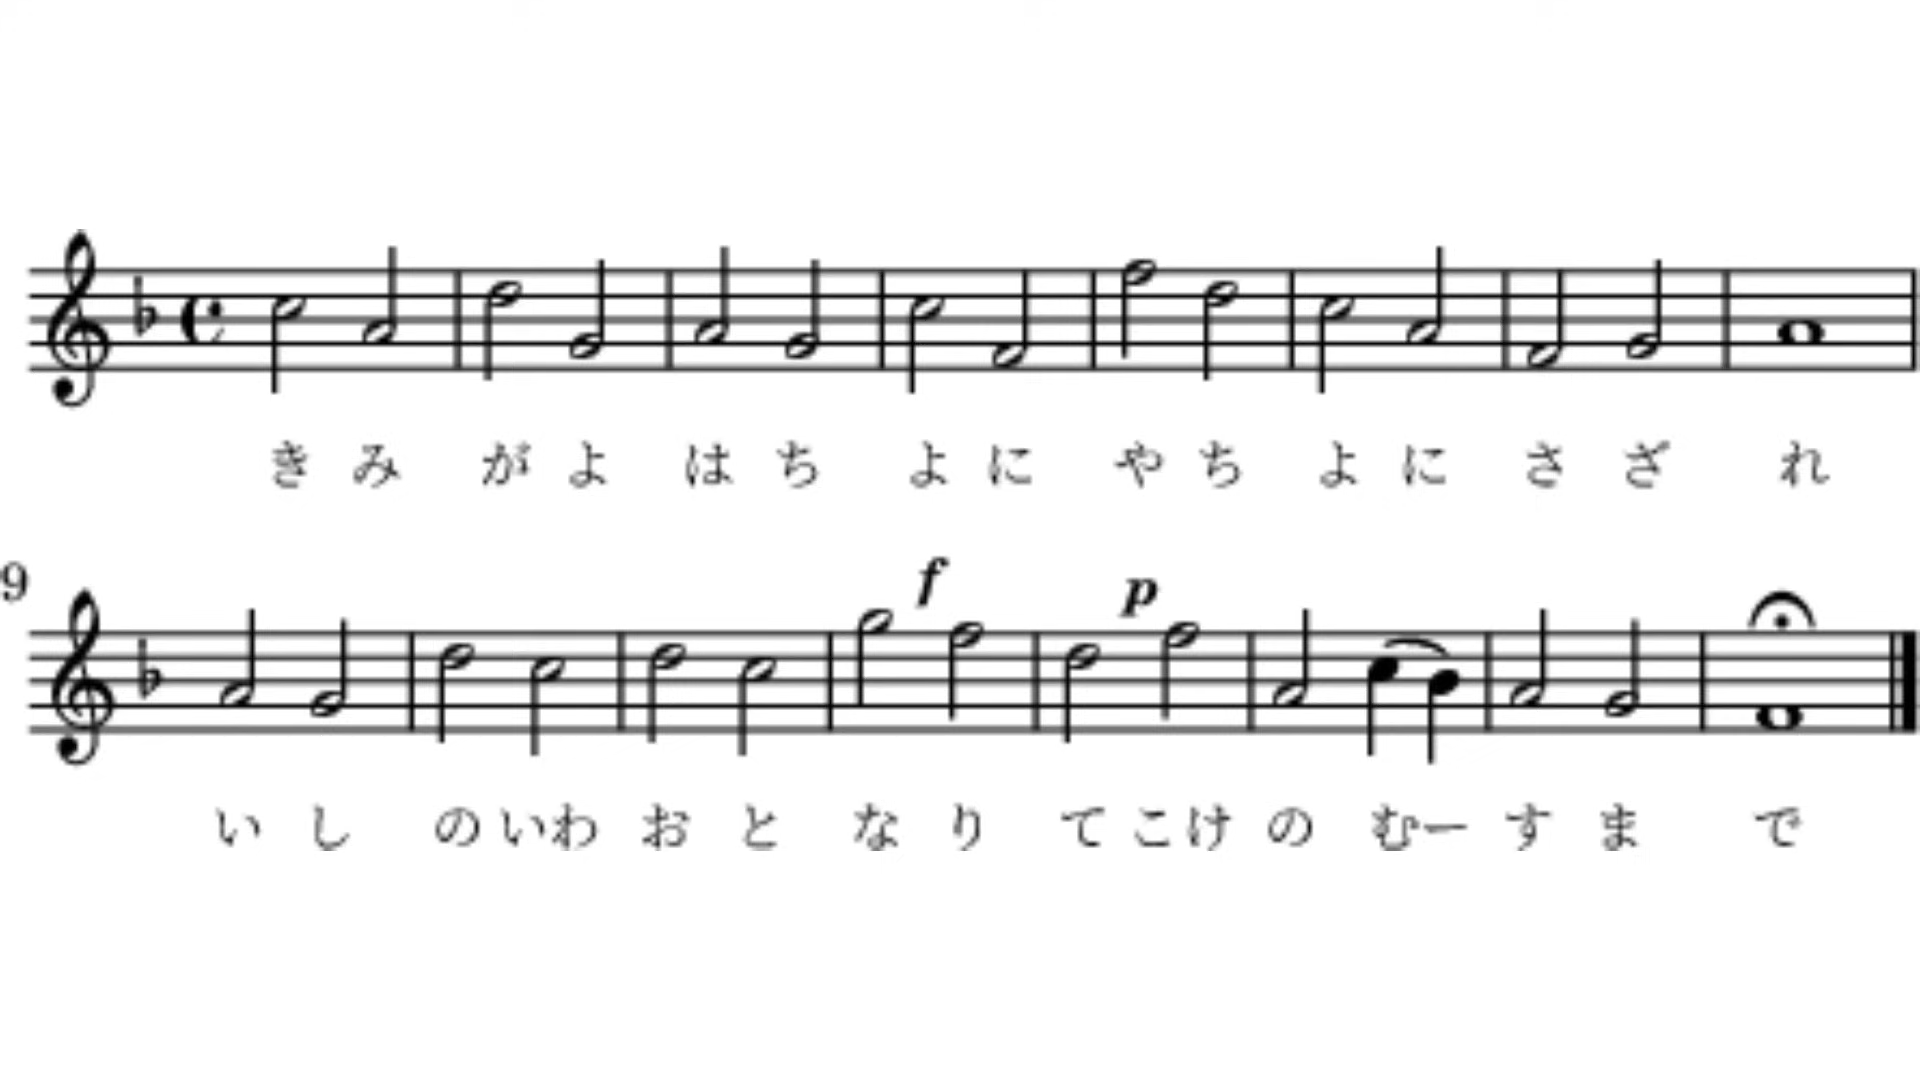 きみがよはちよにやちよにさざれ
9
f p
いしのいわおとなりてこけのむーすまで